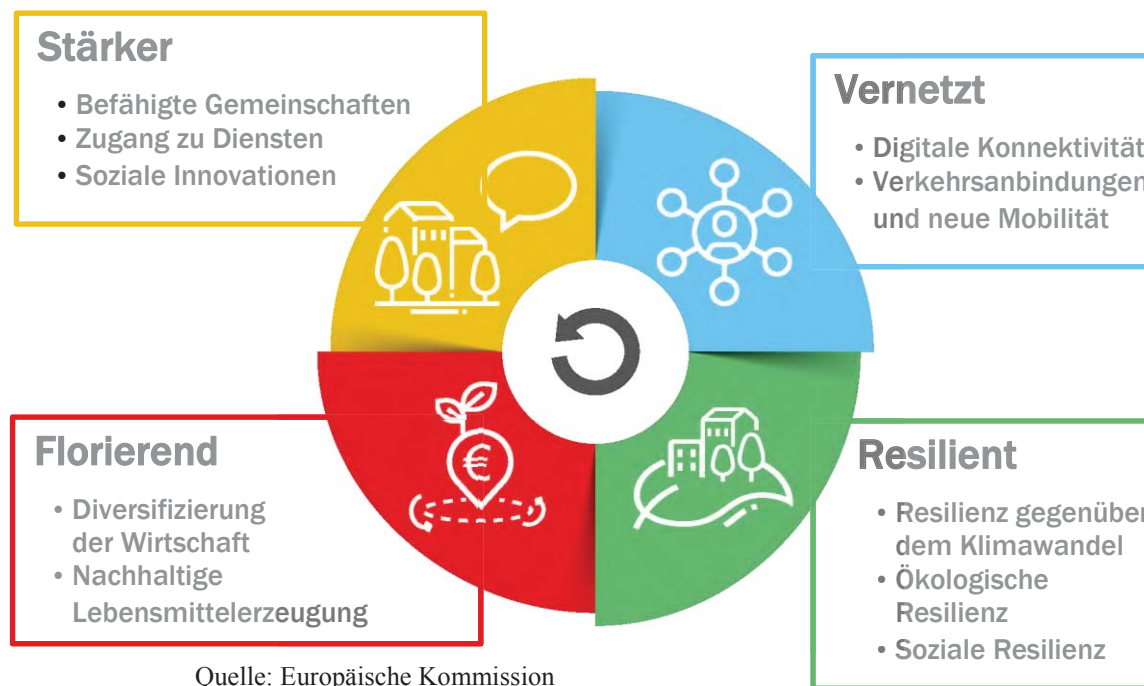 Stärker
• Befähigte Gemeinschaften
• Zugang zu Diensten
• Soziale Innovationen
Vernetzt
• Digitale Konnektivität
• Verkehrsanbindungen
und neue Mobilität
€
Florierend
• Diversifizierung
der Wirtschaft
• Nachhaltige
Lebensmittelerzeugung
Resilient
• Resilienz gegenüber
dem Klimawandel
• Ökologische
Resilienz
• Soziale Resilienz
Quelle: Europäische Kommission